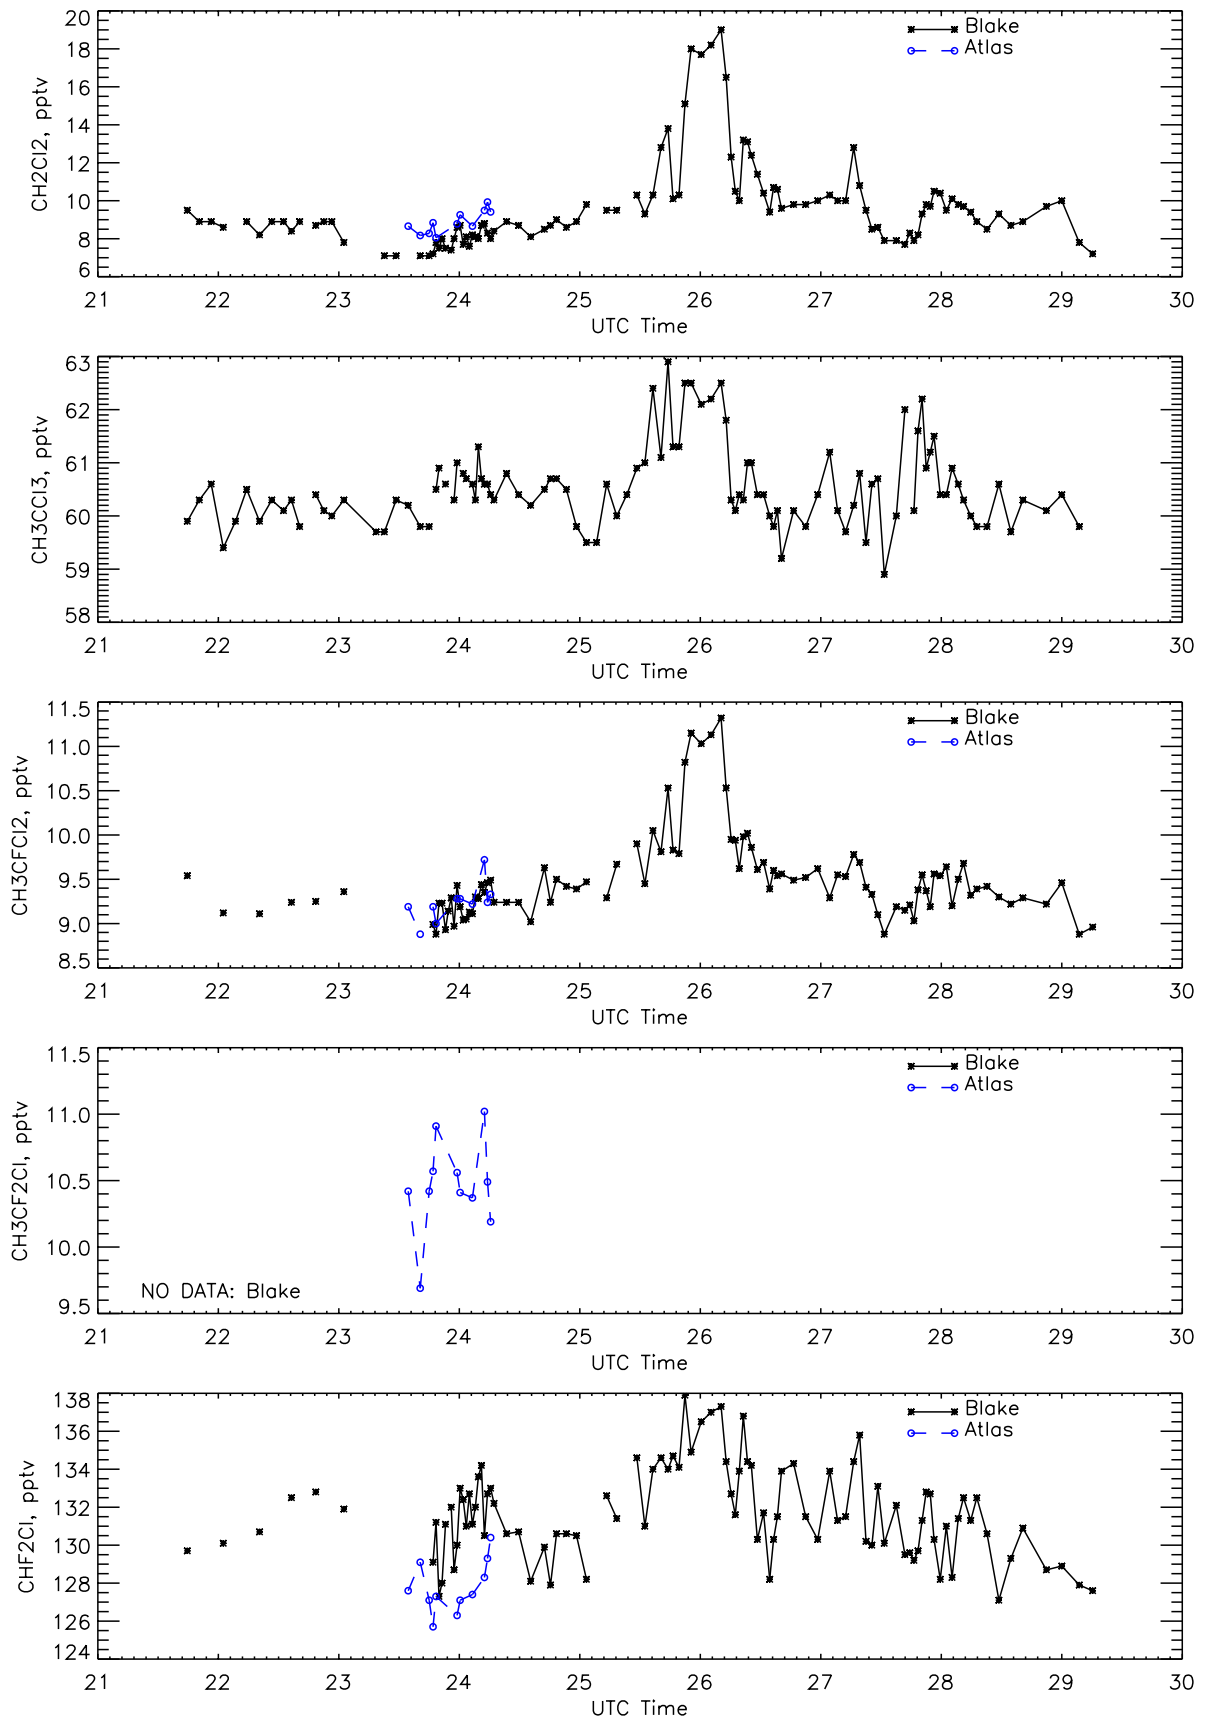 20
18
16
14
12
10
8
6
CH2Cl2, pptv
Blake
Atlas
21 22 23 24 25 26 27 28 29 30
UTC Time
63
62
61
60
59
58
CH3CCl3, pptv
21 22 23 24 25 26 27 28 29 30
UTC Time
11.5
11.0
10.5
10.0
9.5
9.0
8.5
CH3CFCl2, pptv
Blake
Atlas
21 22 23 24 25 26 27 28 29 30
UTC Time
11.5
11.0
10.5
10.0
9.5
CH3CF2Cl, pptv
Blake
Atlas
NO DATA: Blake
21 22 23 24 25 26 27 28 29 30
UTC Time
138
136
134
132
130
128
126
124
CHF2Cl, pptv
Blake
Atlas
21 22 23 24 25 26 27 28 29 30
UTC Time